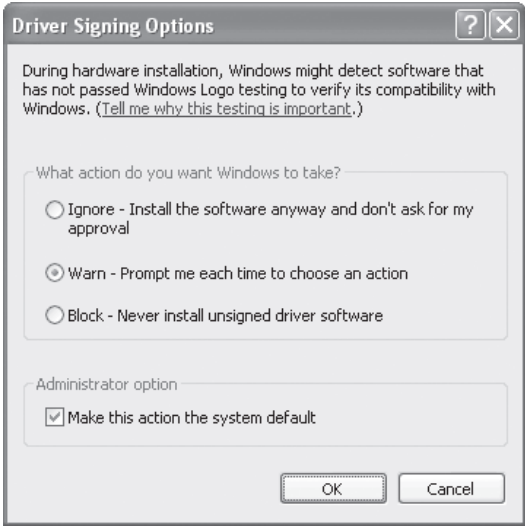 Driver Signing Options
During hardware installation, Windows might detect software that
has not passed Windows Logo testing to verify its compatibility with
Windows. (Tell me why this testing is important.)
What action do you want Windows to take?
Ignore - Install the software anyway and don't ask for my
approval
Warn - Prompt me each time to choose an action
Block - Never install unsigned driver software
Administrator option
Make this action the system default
OK Cancel